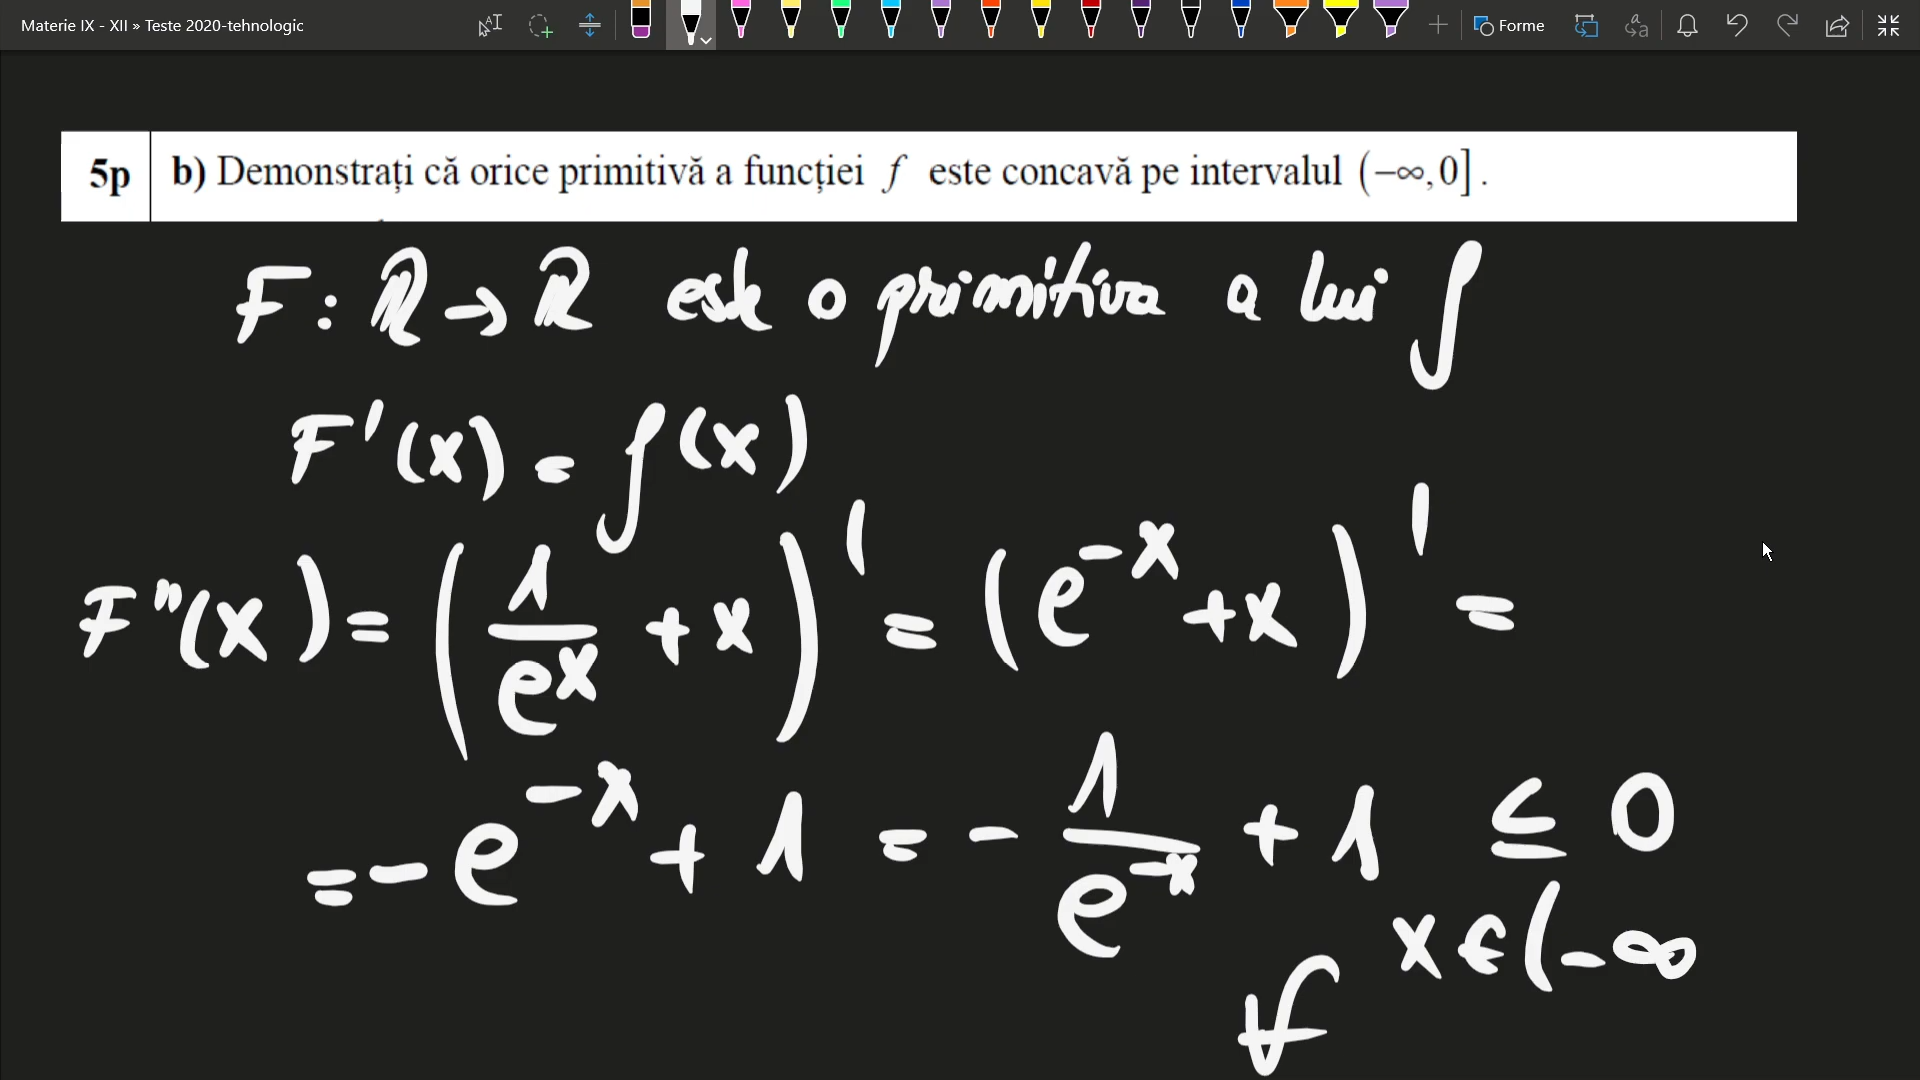 Materie IX - XII » Teste 2020-tehnologic Forme
5p b) Demonstrați că orice primitivă a funcției f este concavă pe intervalul (−∞,0].
F: ℝ → ℝ este o primitiva a lui f
F'(x) = f(x)
F"(x) = (1/e^x + x)' = (e^-x + x)' =
= - e^-x + 1 = - 1/e^-x + 1 ≤ 0
x ∈ (-∞